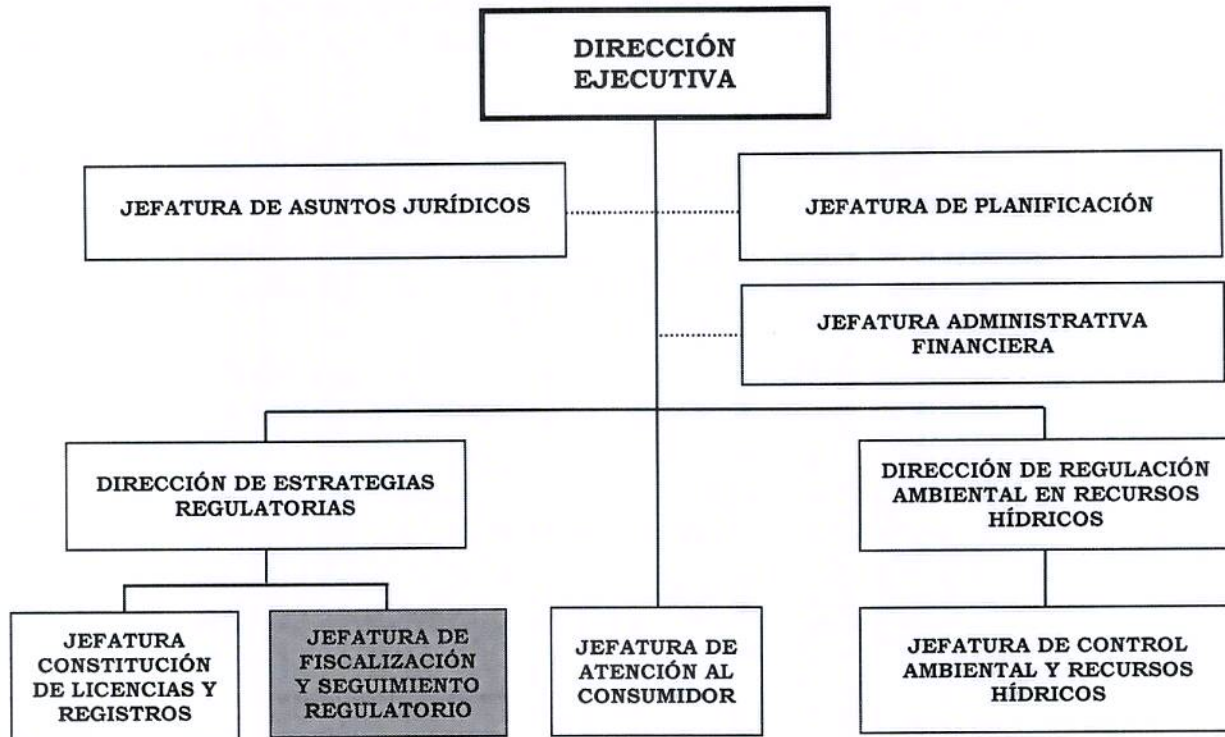 DIRECCIÓN
EJECUTIVA
JEFATURA DE ASUNTOS JURÍDICOS
JEFATURA DE PLANIFICACIÓN
JEFATURA ADMINISTRATIVA
FINANCIERA
DIRECCIÓN DE ESTRATEGIAS
REGULATORIAS
DIRECCIÓN DE REGULACIÓN
AMBIENTAL EN RECURSOS
HÍDRICOS
JEFATURA
CONSTITUCIÓN
DE LICENCIAS Y
REGISTROS
JEFATURA DE
FISCALIZACIÓN
Y SEGUIMIENTO
REGULATORIO
JEFATURA DE
ATENCIÓN AL
CONSUMIDOR
JEFATURA DE CONTROL
AMBIENTAL Y RECURSOS
HÍDRICOS